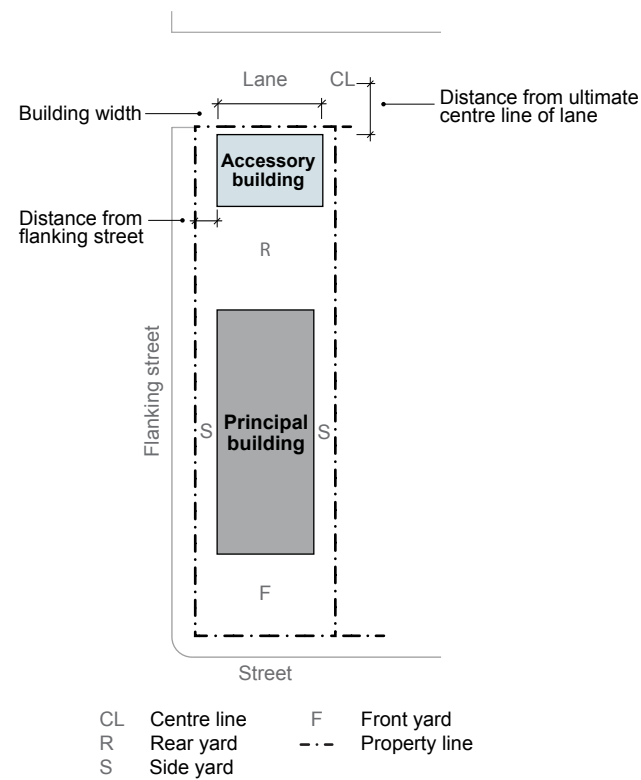 Lane
CL
Building width
Distance from ultimate
centre line of lane
Accessory
building
Distance from
flanking street
R
Flanking street
S
Principal
building
S
F
Street
CL Centre line
R Rear yard
S Side yard
F Front yard
Property line